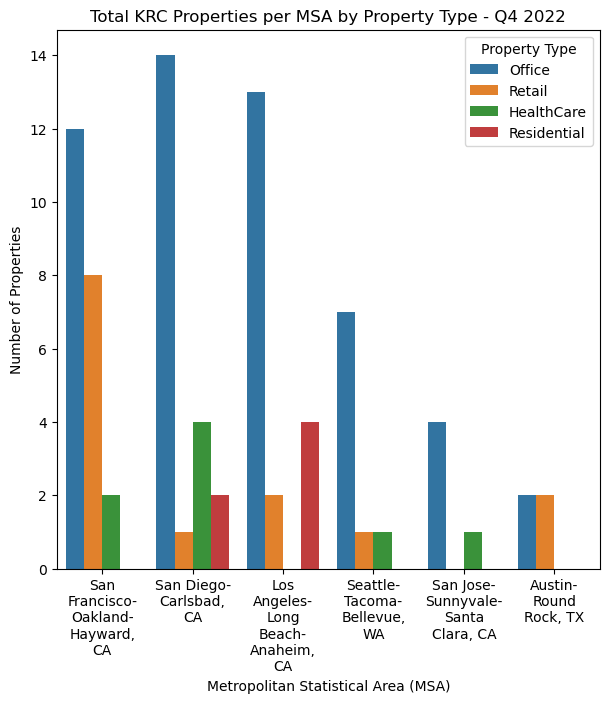 Total KRC Properties per MSA by Property Type - Q4 2022
Property Type
Office
Retail
HealthCare
Residential
Number of Properties
14
12
10
8
6
4
2
0
San
Francisco-
Oakland-
Hayward,
CA
San Diego-
Carlsbad,
CA
Los
Angeles-
Long
Beach-
Anaheim,
CA
Seattle-
Tacoma-
Bellevue,
WA
San Jose-
Sunnyvale-
Santa
Clara, CA
Austin-
Round
Rock, TX
Metropolitan Statistical Area (MSA)